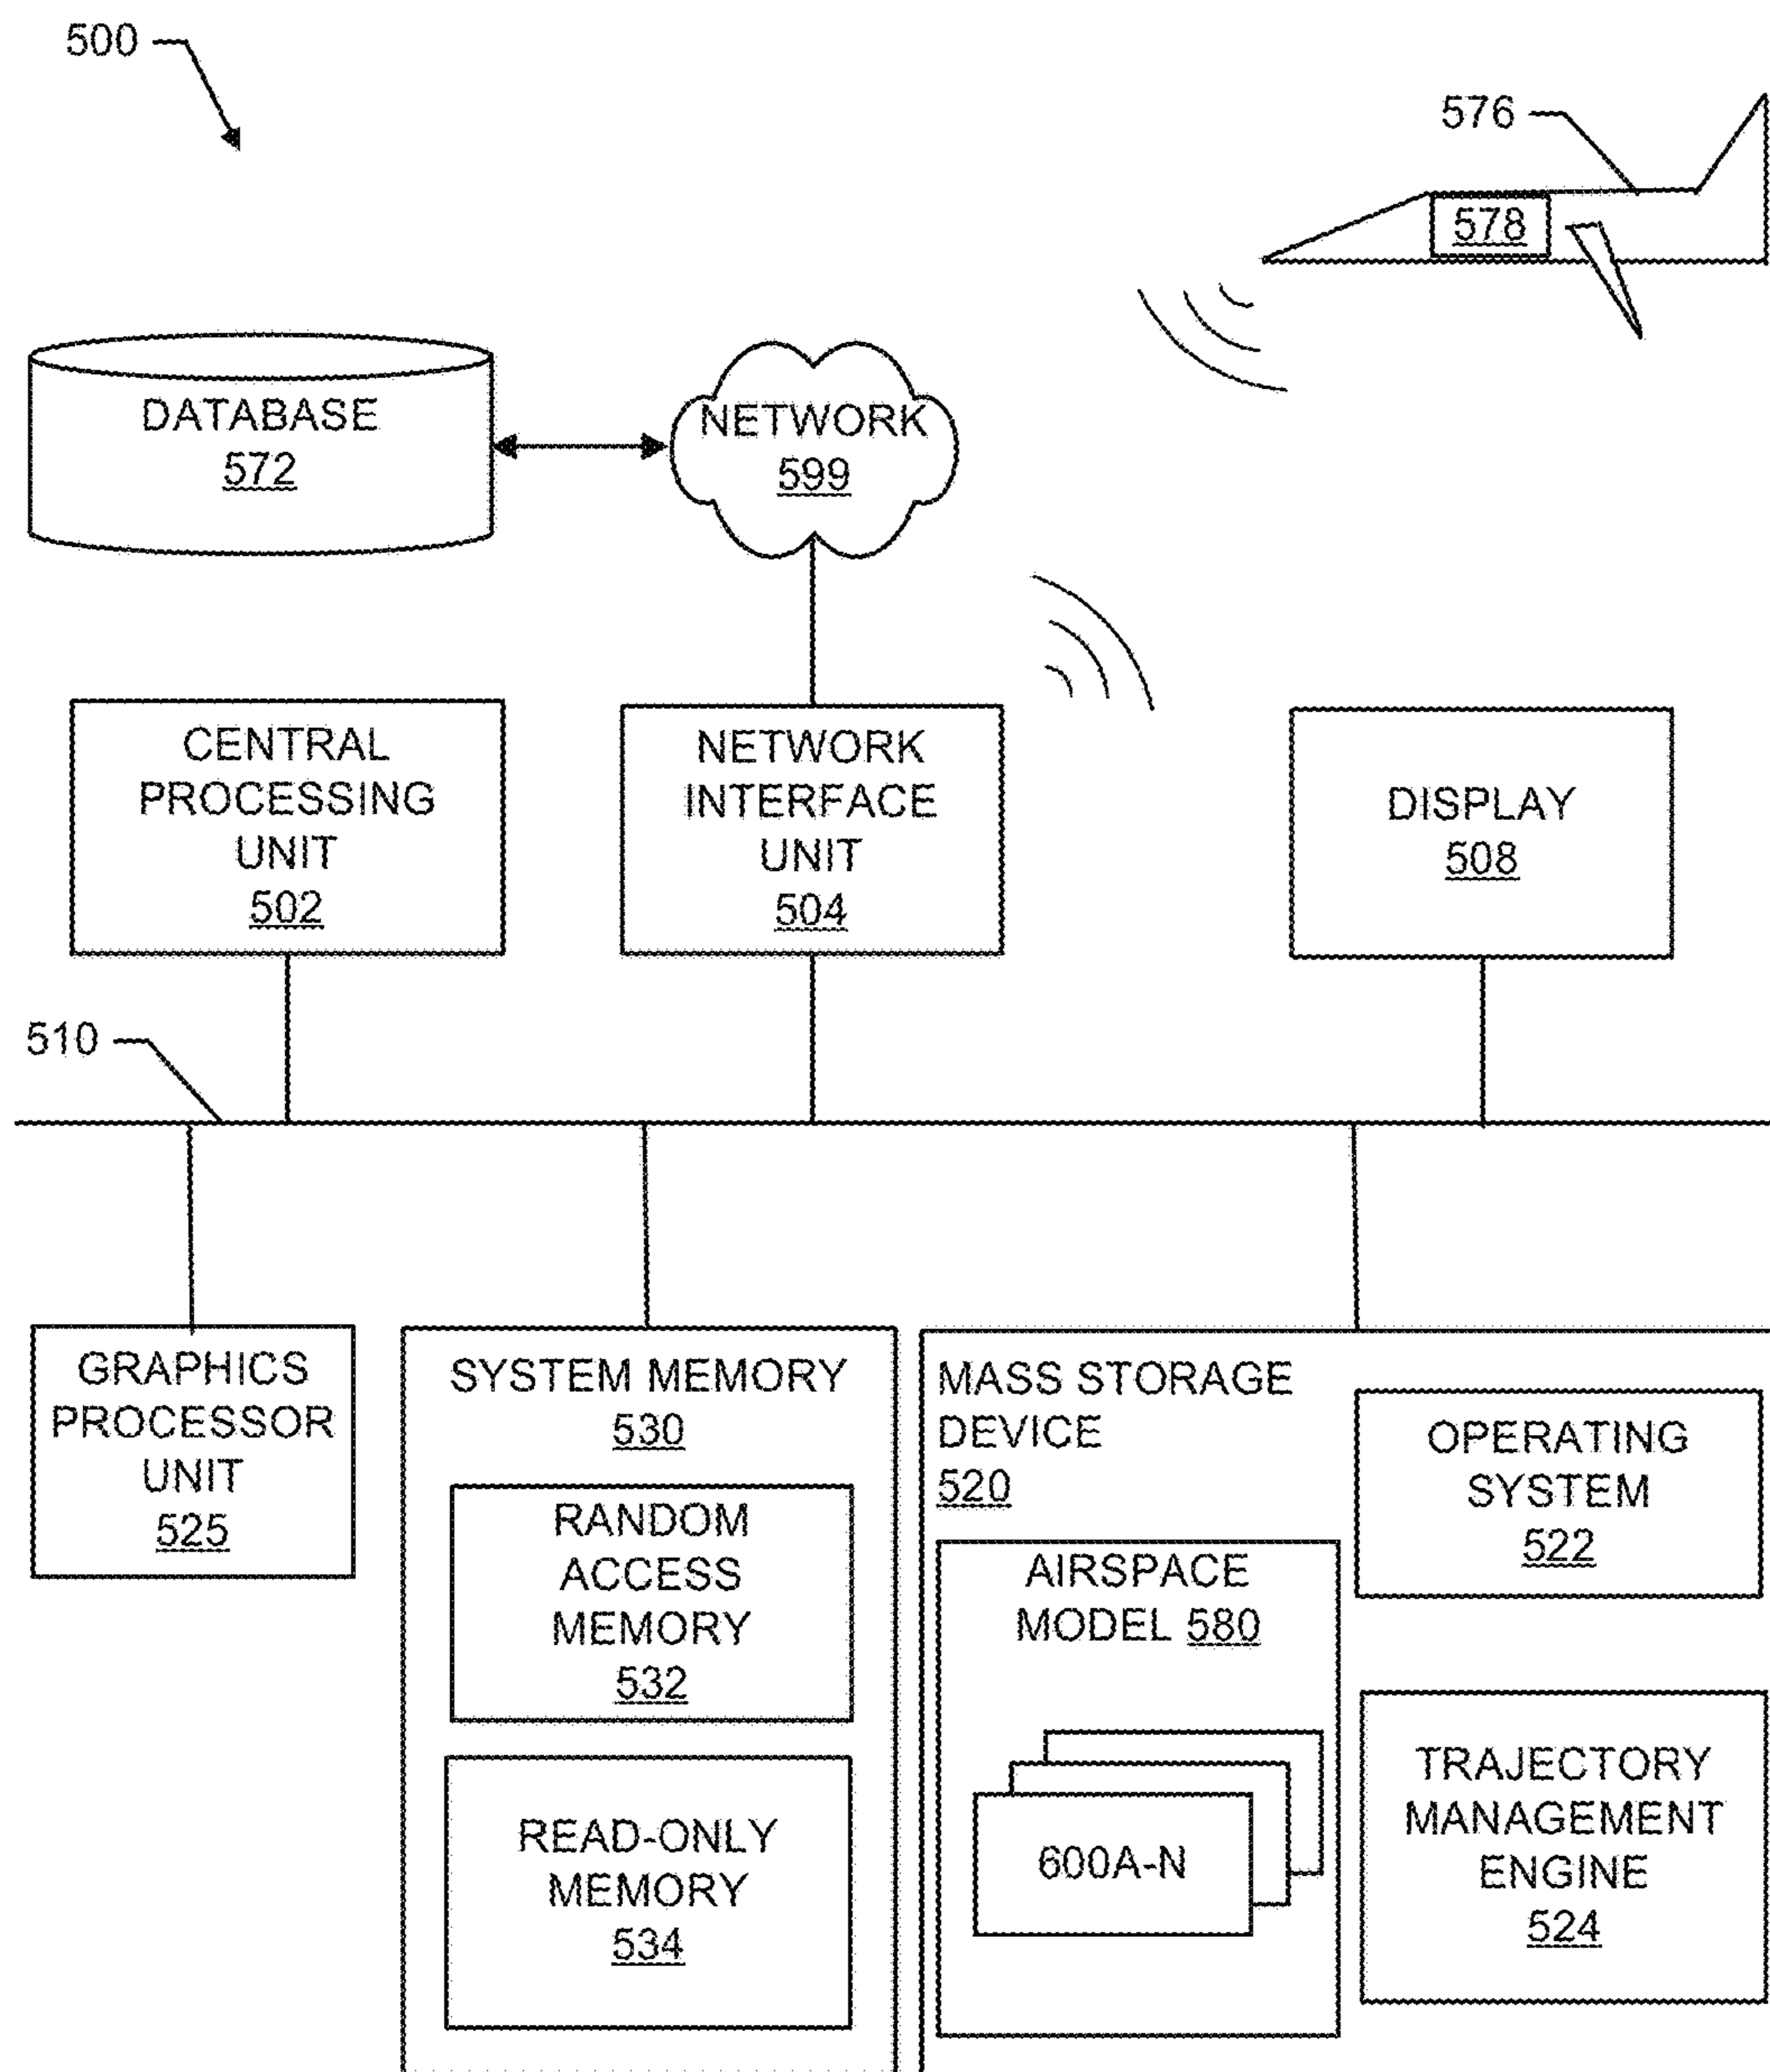 500
576
578
DATABASE
572
NETWORK
599
CENTRAL
PROCESSING
UNIT
502
NETWORK
INTERFACE
UNIT
504
DISPLAY
508
510
GRAPHICS
PROCESSOR
UNIT
525
SYSTEM MEMORY
530
RANDOM
ACCESS
MEMORY
532
READ-ONLY
MEMORY
534
MASS STORAGE
DEVICE
520
AIRSPACE
MODEL 580
600A-N
OPERATING
SYSTEM
522
TRAJECTORY
MANAGEMENT
ENGINE
524